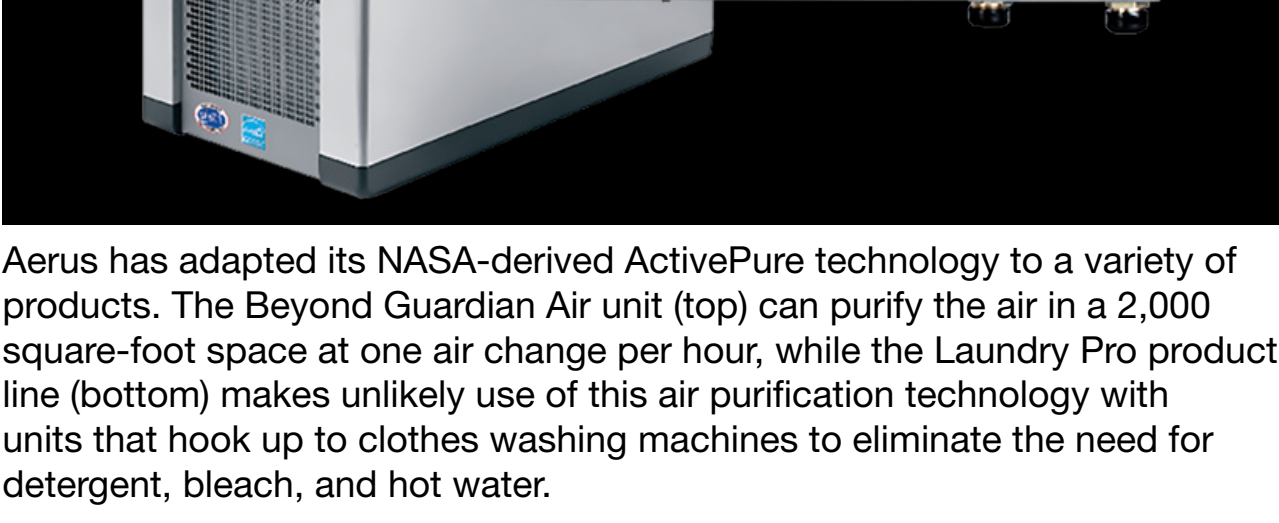 Aerus has adapted its NASA-derived ActivePure technology to a variety of
products. The Beyond Guardian Air unit (top) can purify the air in a 2,000
square-foot space at one air change per hour, while the Laundry Pro product
line (bottom) makes unlikely use of this air purification technology with
units that hook up to clothes washing machines to eliminate the need for
detergent, bleach, and hot water.